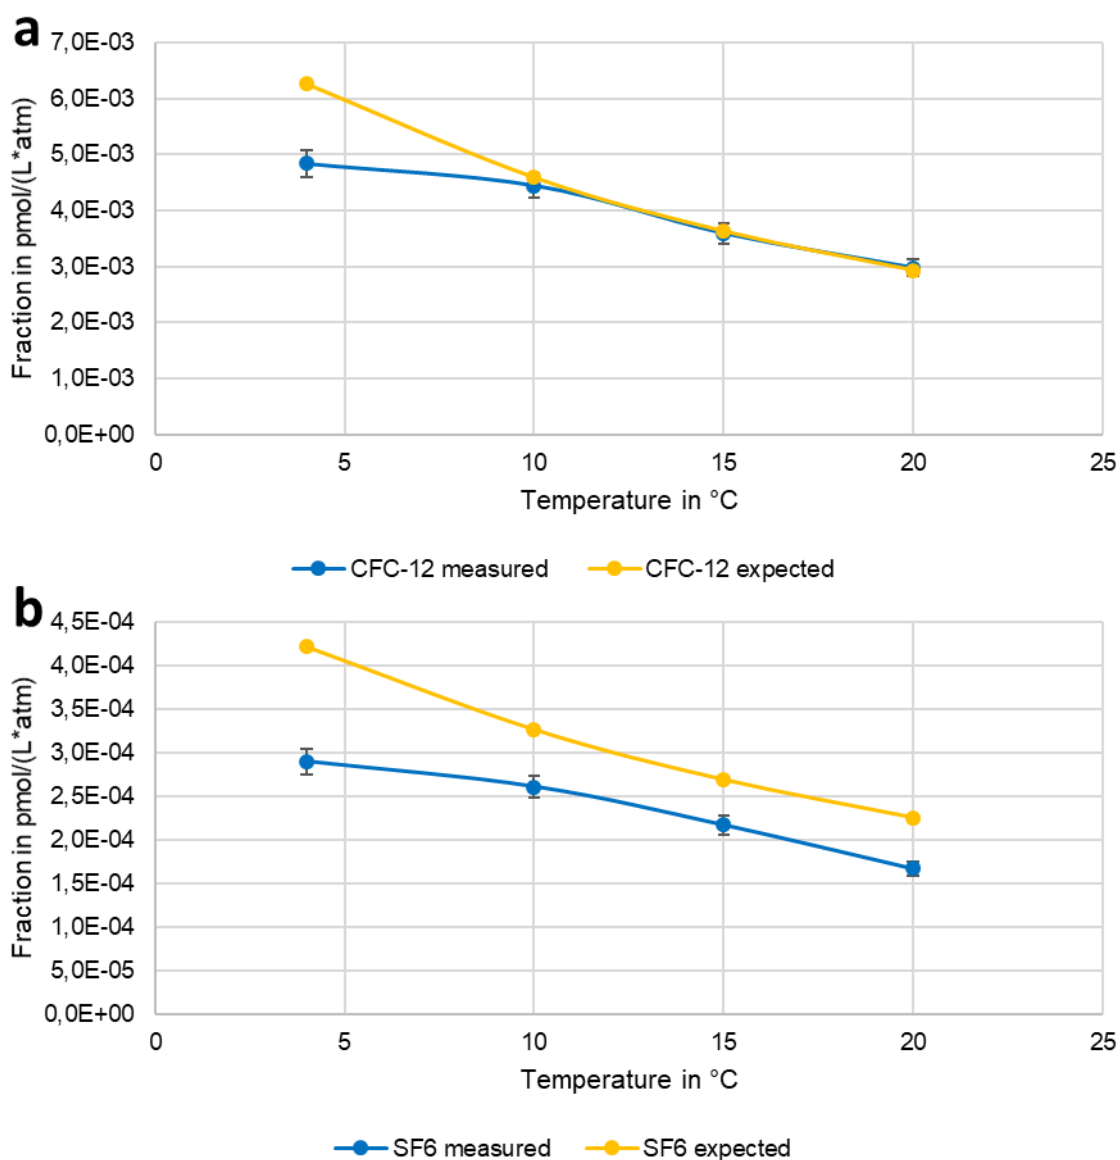 a
Fraction in pmol/(L*atm)
7,0E-03
6,0E-03
5,0E-03
4,0E-03
3,0E-03
2,0E-03
1,0E-03
0,0E+00
0 5 10 15 20 25
Temperature in °C
CFC-12 measured CFC-12 expected
b
Fraction in pmol/(L*atm)
4,5E-04
4,0E-04
3,5E-04
3,0E-04
2,5E-04
2,0E-04
1,5E-04
1,0E-04
5,0E-05
0,0E+00
0 5 10 15 20 25
Temperature in °C
SF6 measured SF6 expected